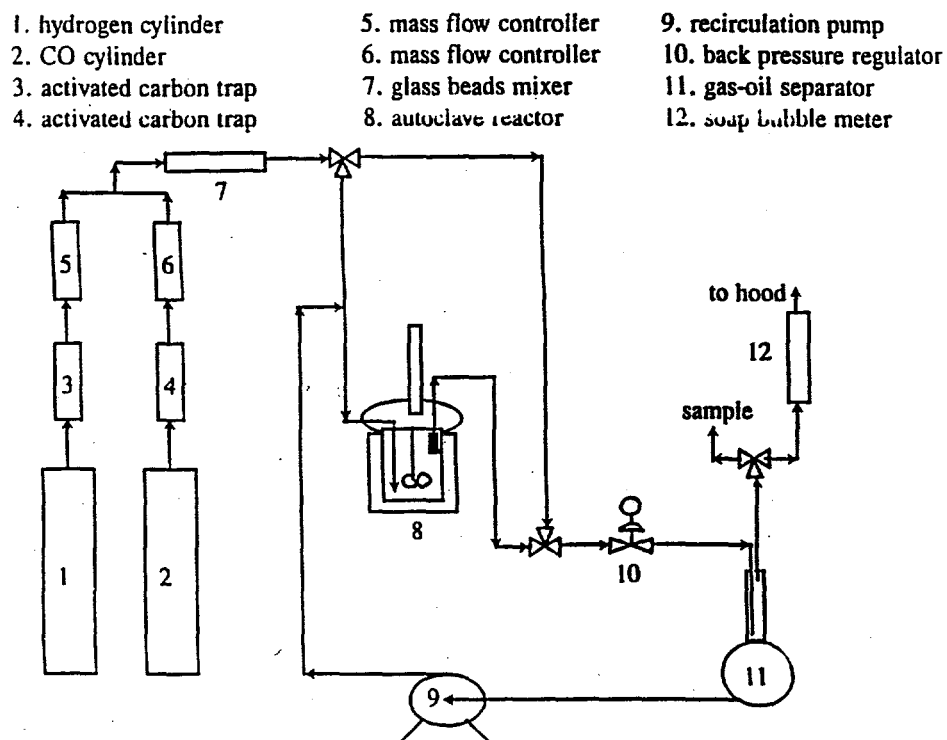 1. hydrogen cylinder
2. CO cylinder
3. activated carbon trap
4. activated carbon trap
5. mass flow controller
6. mass flow controller
7. glass beads mixer
8. autoclave reactor
9. recirculation pump
10. back pressure regulator
11. gas-oil separator
12. soap bubble meter
7
5
6
to hood
12
3
4
sample
8
1
2
10
11
9